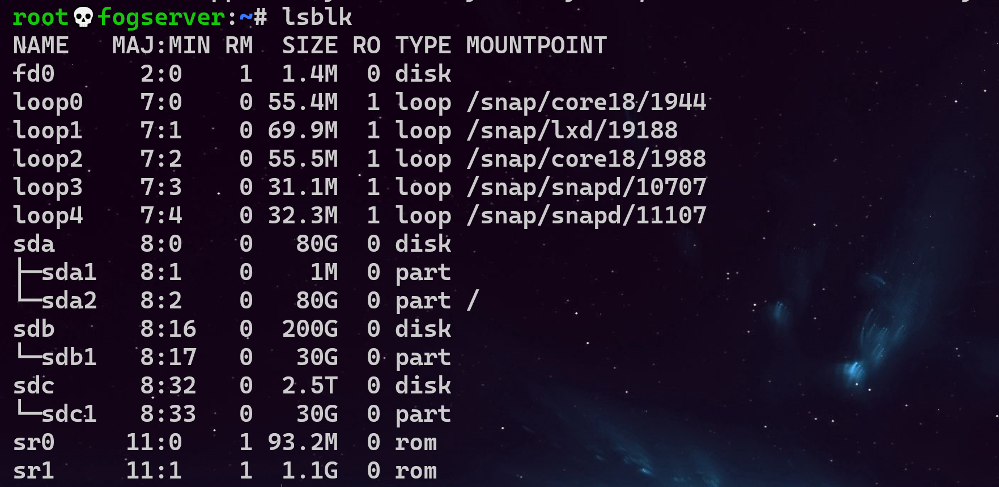 root💀fogserver:~# lsblk
NAME   MAJ:MIN RM  SIZE RO TYPE MOUNTPOINT
fd0      2:0    1  1.4M  0 disk
loop0    7:0    0 55.4M  1 loop /snap/core18/1944
loop1    7:1    0 69.9M  1 loop /snap/lxd/19188
loop2    7:2    0 55.5M  1 loop /snap/core18/1988
loop3    7:3    0 31.1M  1 loop /snap/snapd/10707
loop4    7:4    0 32.3M  1 loop /snap/snapd/11107
sda      8:0    0   80G  0 disk
├─sda1   8:1    0    1M  0 part
└─sda2   8:2    0   80G  0 part /
sdb      8:16   0  200G  0 disk
└─sdb1   8:17   0   30G  0 part
sdc      8:32   0  2.5T  0 disk
└─sdc1   8:33   0   30G  0 part
sr0     11:0    1 93.2M  0 rom
sr1     11:1    1  1.1G  0 rom